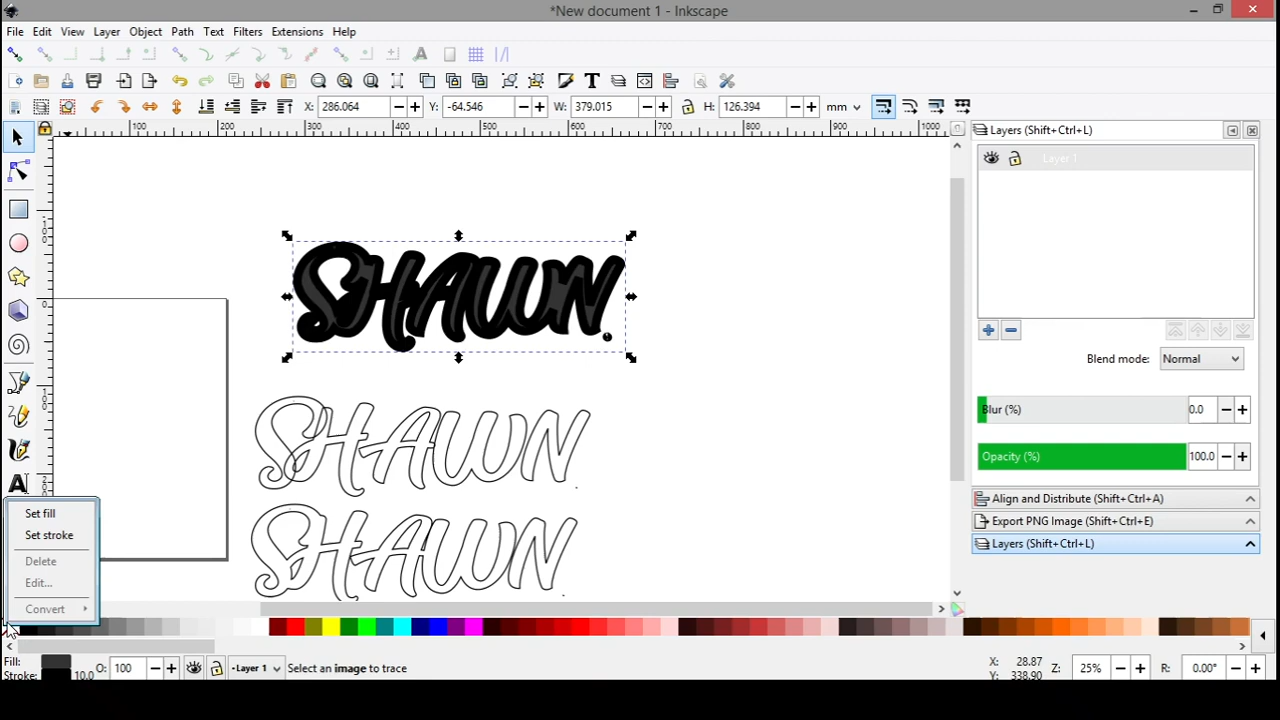 *New document 1 - Inkscape
File Edit View Layer Object Path Text Filters Extensions Help
X: 286.064 Y: -64.546 W: 379.015 H: 126.394 mm
100 200 300 400 500 600 700 800 900 1000
Layers (Shift+Ctrl+L)
Layer 1
SHAWN.
Blend mode: Normal
Blur (%) 0.0
SHAWN.
Opacity (%) 100.0
Align and Distribute (Shift+Ctrl+A)
Set fill
Export PNG Image (Shift+Ctrl+E)
Set stroke
Layers (Shift+Ctrl+L)
SHAWN.
Delete
Edit...
Convert
Fill: O: 100 Layer 1 Select an image to trace X: 28.87 Z: 25% R: 0.00°
Stroke: 10.0 Y: 338.90